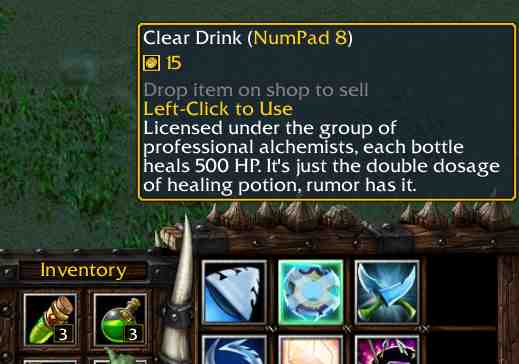 Clear Drink (NumPad 8)
15
Drop item on shop to sell
Left-Click to Use
Licensed under the group of
professional alchemists, each bottle
heals 500 HP. It's just the double dosage
of healing potion, rumor has it.
Inventory
3 3